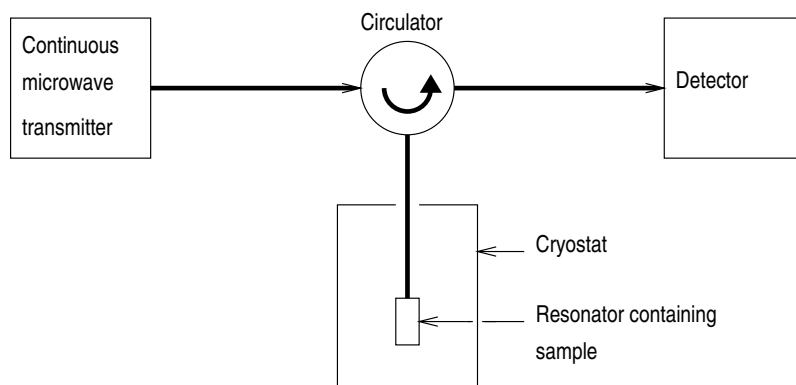 Circulator
Continuous
microwave
transmitter
Detector
Cryostat
Resonator containing
sample